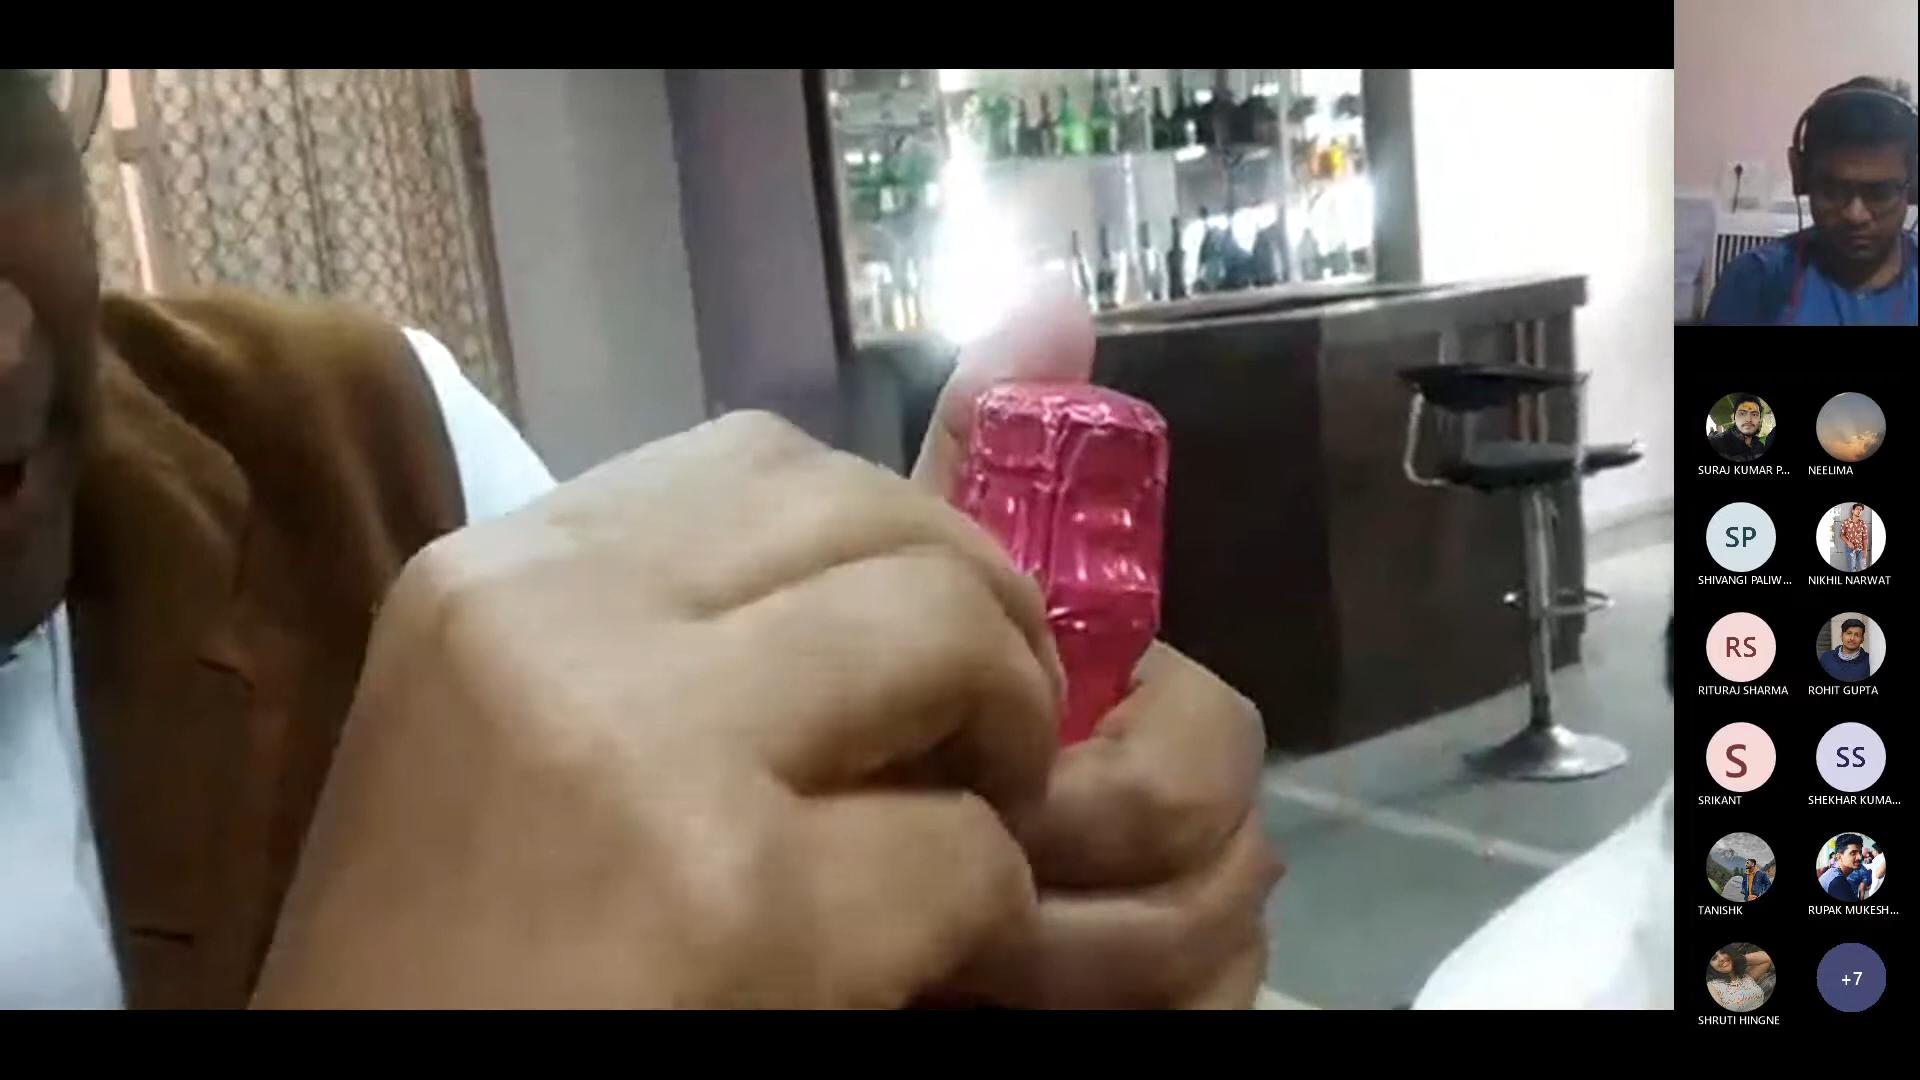 SURAJ KUMAR P...
NEELIMA
SP
SHIVANGI PALIW...
NIKHIL NARWAT
RS
RITURAJ SHARMA
ROHIT GUPTA
S
SRIKANT
SS
SHEKHAR KUMA...
TANISHK
RUPAK MUKESH...
SHRUTI HINGNE
+7